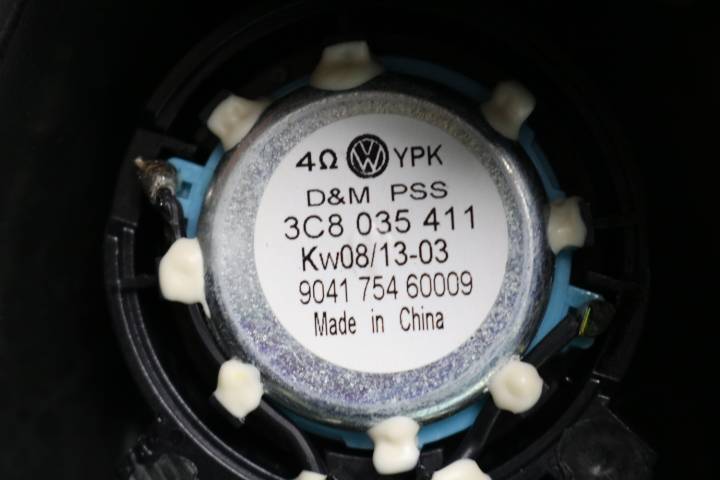 4Ω VW YPK
D&M PSS
3C8 035 411
Kw08/13-03
9041 754 60009
Made in China